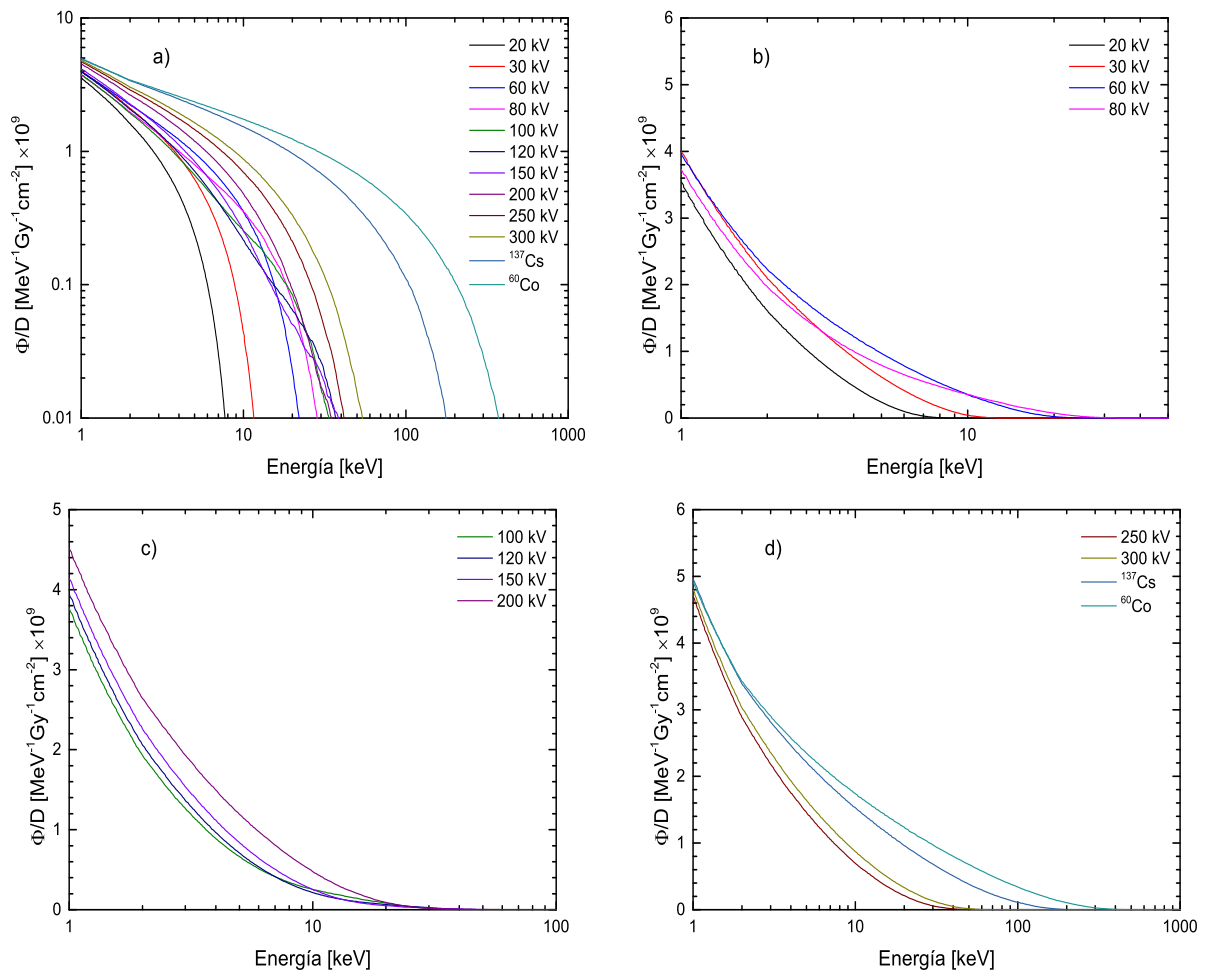 a)
20 kV
30 kV
60 kV
80 kV
100 kV
120 kV
150 kV
200 kV
250 kV
300 kV
¹³⁷Cs
⁶⁰Co
10
1
0.1
0.01
1 10 100 1000
Φ/D [MeV⁻¹Gy⁻¹cm⁻²] ×10⁹
Energía [keV]
b)
20 kV
30 kV
60 kV
80 kV
6
4
2
0
1 10
Φ/D [MeV⁻¹Gy⁻¹cm⁻²] ×10⁹
Energía [keV]
c)
100 kV
120 kV
150 kV
200 kV
5
4
3
2
1
0
1 10 100
Φ/D [MeV⁻¹Gy⁻¹cm⁻²] ×10⁹
Energía [keV]
d)
250 kV
300 kV
¹³⁷Cs
⁶⁰Co
6
5
4
3
2
1
0
1 10 100 1000
Φ/D [MeV⁻¹Gy⁻¹cm⁻²] ×10⁹
Energía [keV]